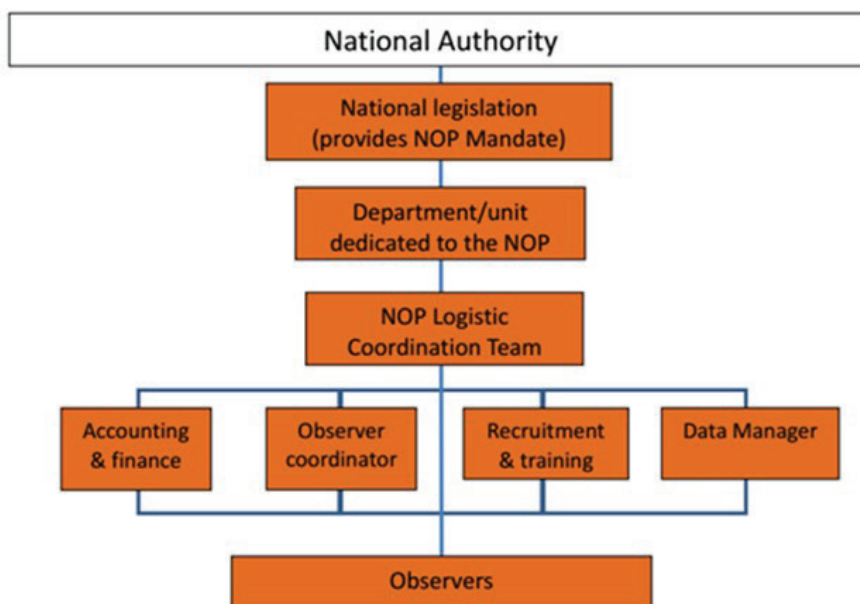 National Authority
National legislation
(provides NOP Mandate)
Department/unit
dedicated to the NOP
NOP Logistic
Coordination Team
Accounting
& finance
Observer
coordinator
Recruitment
& training
Data Manager
Observers